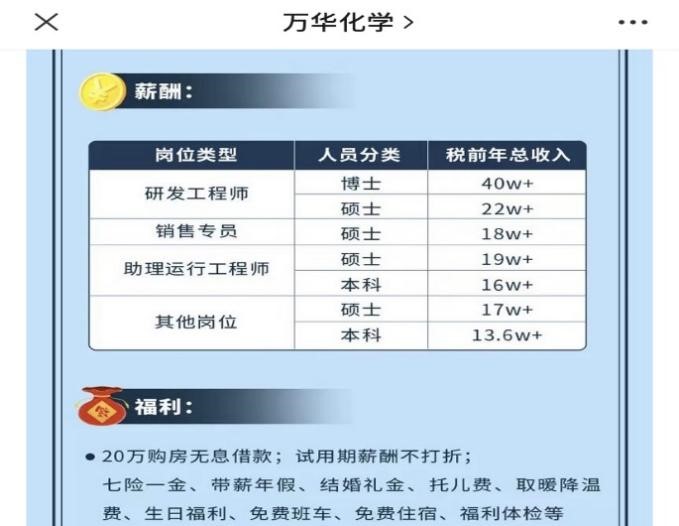 万华化学 >
薪酬：
岗位类型 人员分类 税前年总收入
研发工程师 博士 40w+
硕士 22w+
销售专员 硕士 18w+
助理运行工程师 硕士 19w+
本科 16w+
其他岗位 硕士 17w+
本科 13.6w+
福利：
● 20万购房无息借款；试用期薪酬不打折；
七险一金、带薪年假、结婚礼金、托儿费、取暖降温
费、生日福利、免费班车、免费住宿、福利体检等